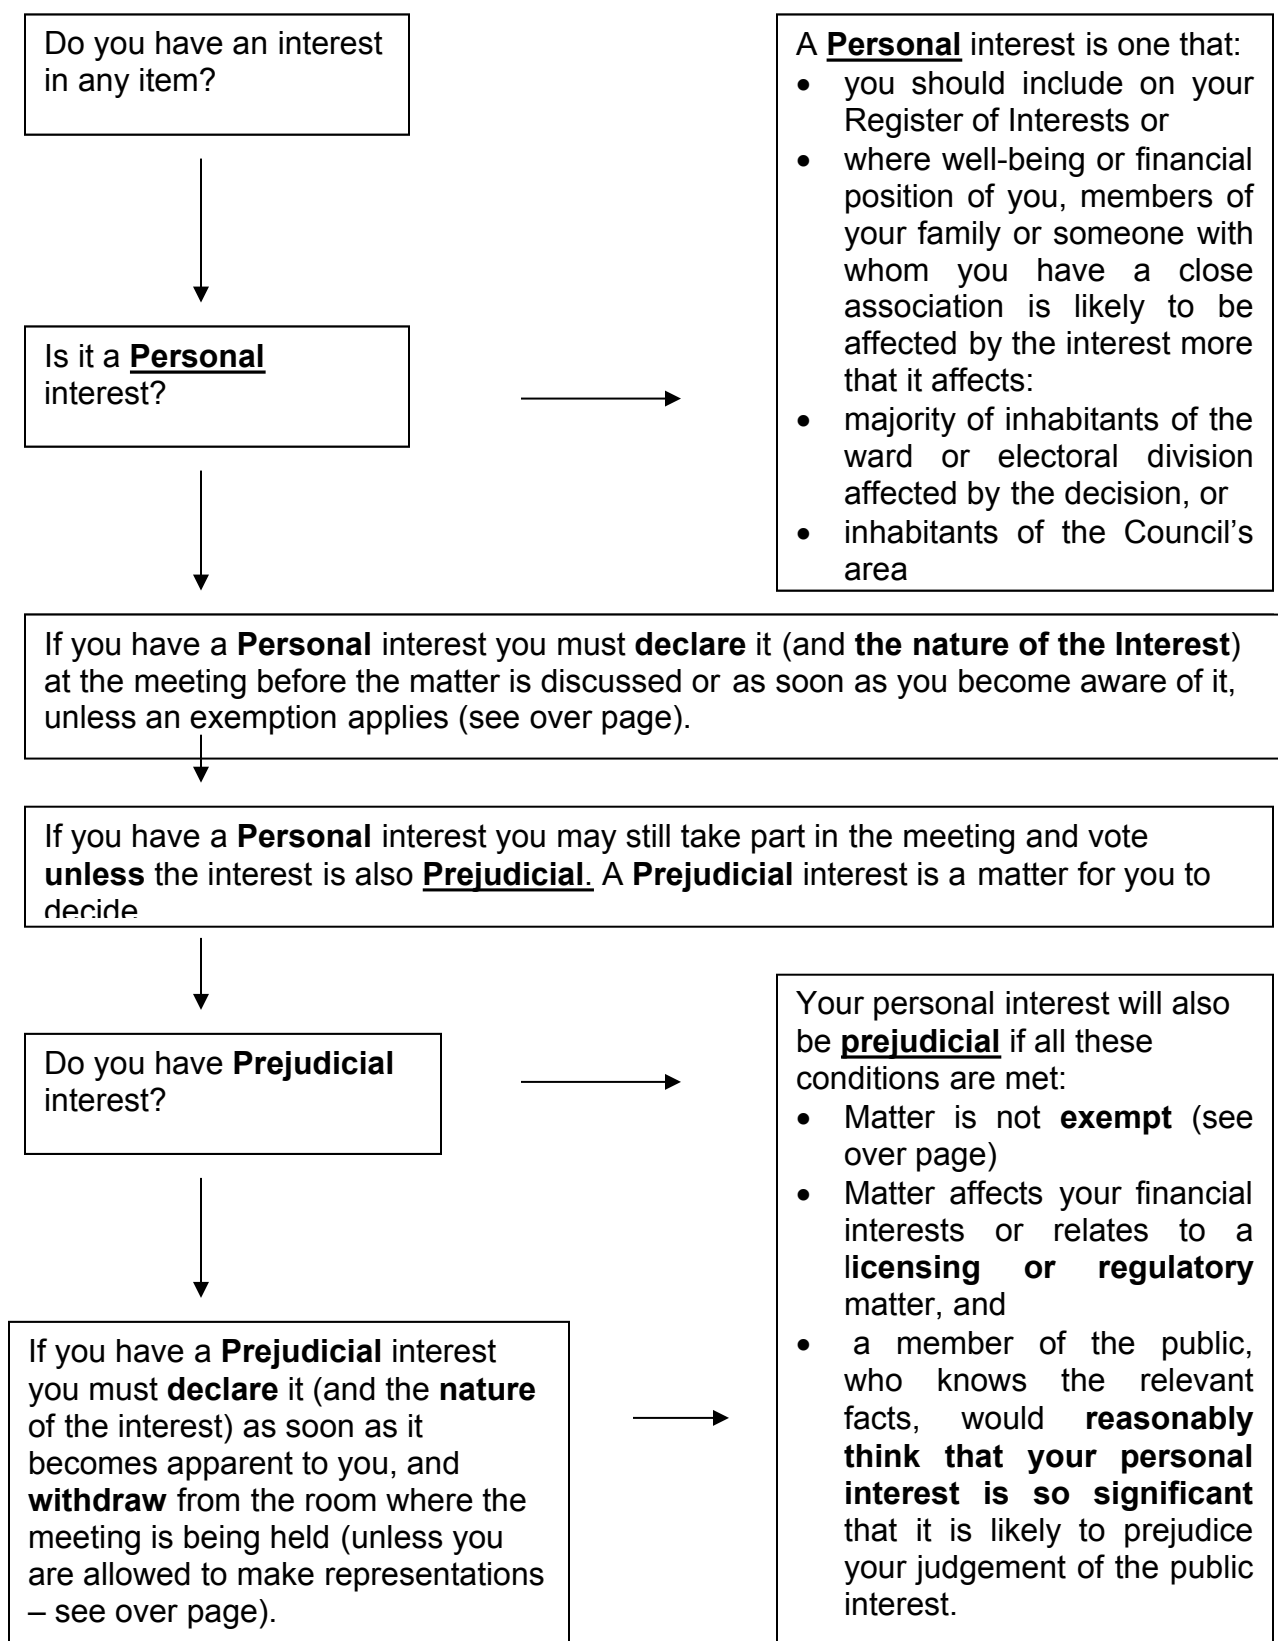 Do you have an interest
in any item?
A Personal interest is one that:
• you should include on your
Register of Interests or
• where well-being or financial
position of you, members of
your family or someone with
whom you have a close
association is likely to be
affected by the interest more
that it affects:
• majority of inhabitants of the
ward or electoral division
affected by the decision, or
• inhabitants of the Council’s
area
Is it a Personal
interest?
If you have a Personal interest you must declare it (and the nature of the Interest)
at the meeting before the matter is discussed or as soon as you become aware of it,
unless an exemption applies (see over page).
If you have a Personal interest you may still take part in the meeting and vote
unless the interest is also Prejudicial. A Prejudicial interest is a matter for you to
decide
Do you have Prejudicial
interest?
Your personal interest will also
be prejudicial if all these
conditions are met:
• Matter is not exempt (see
over page)
• Matter affects your financial
interests or relates to a
licensing or regulatory
matter, and
• a member of the public,
who knows the relevant
facts, would reasonably
think that your personal
interest is so significant
that it is likely to prejudice
your judgement of the public
interest.
If you have a Prejudicial interest
you must declare it (and the nature
of the interest) as soon as it
becomes apparent to you, and
withdraw from the room where the
meeting is being held (unless you
are allowed to make representations
– see over page).